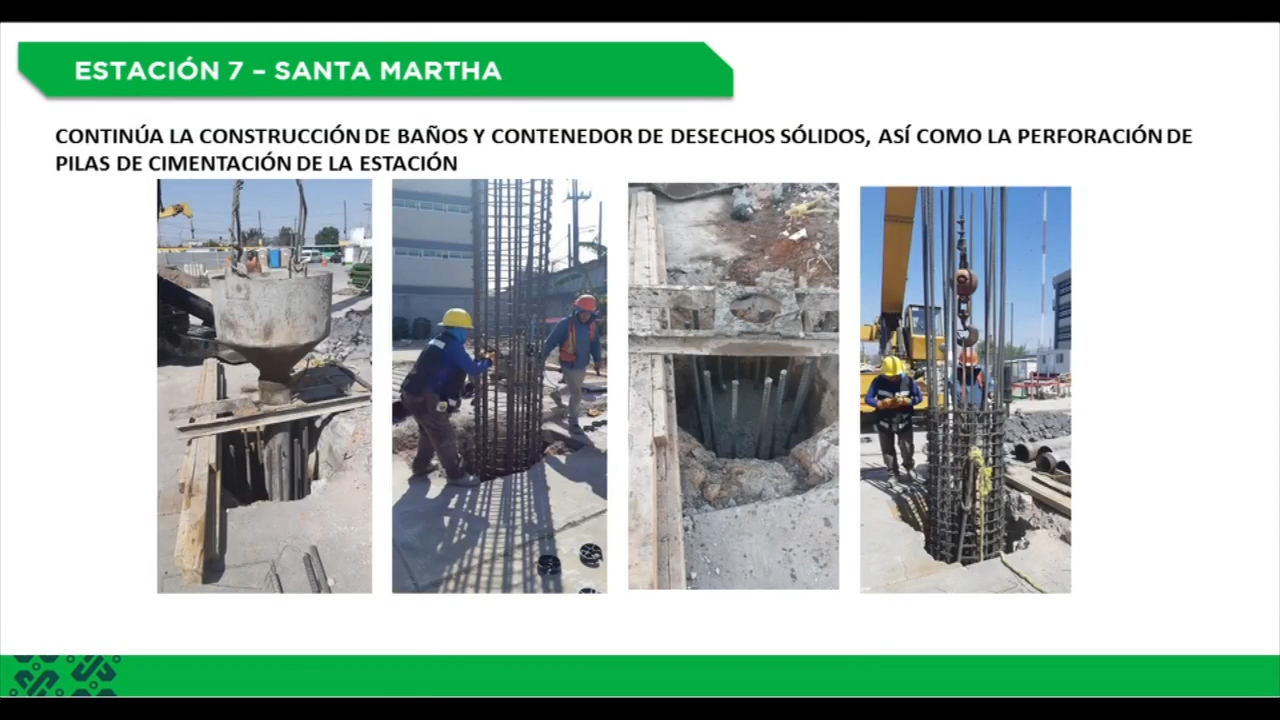 ESTACIÓN 7 – SANTA MARTHA
CONTINÚA LA CONSTRUCCIÓN DE BAÑOS Y CONTENEDOR DE DESECHOS SÓLIDOS, ASÍ COMO LA PERFORACIÓN DE
PILAS DE CIMENTACIÓN DE LA ESTACIÓN